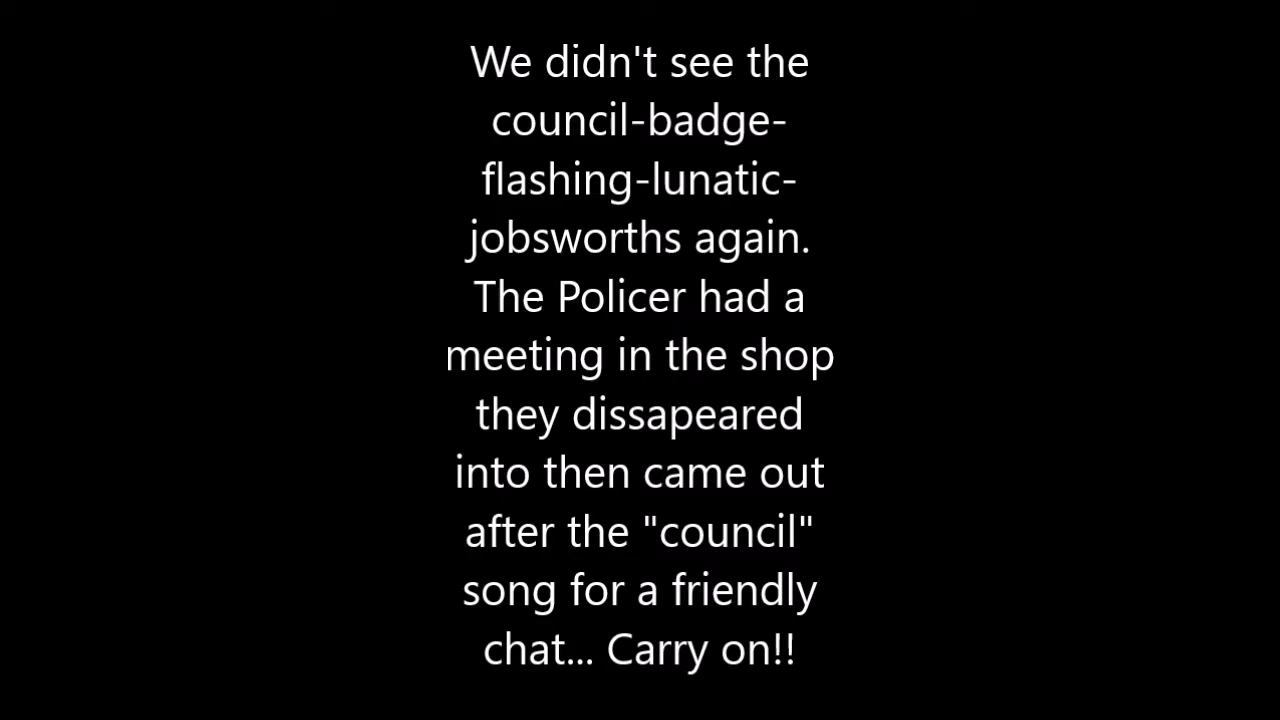 We didn't see the
council-badge-
flashing-lunatic-
jobsworths again.
The Policer had a
meeting in the shop
they dissapeared
into then came out
after the "council"
song for a friendly
chat... Carry on!!